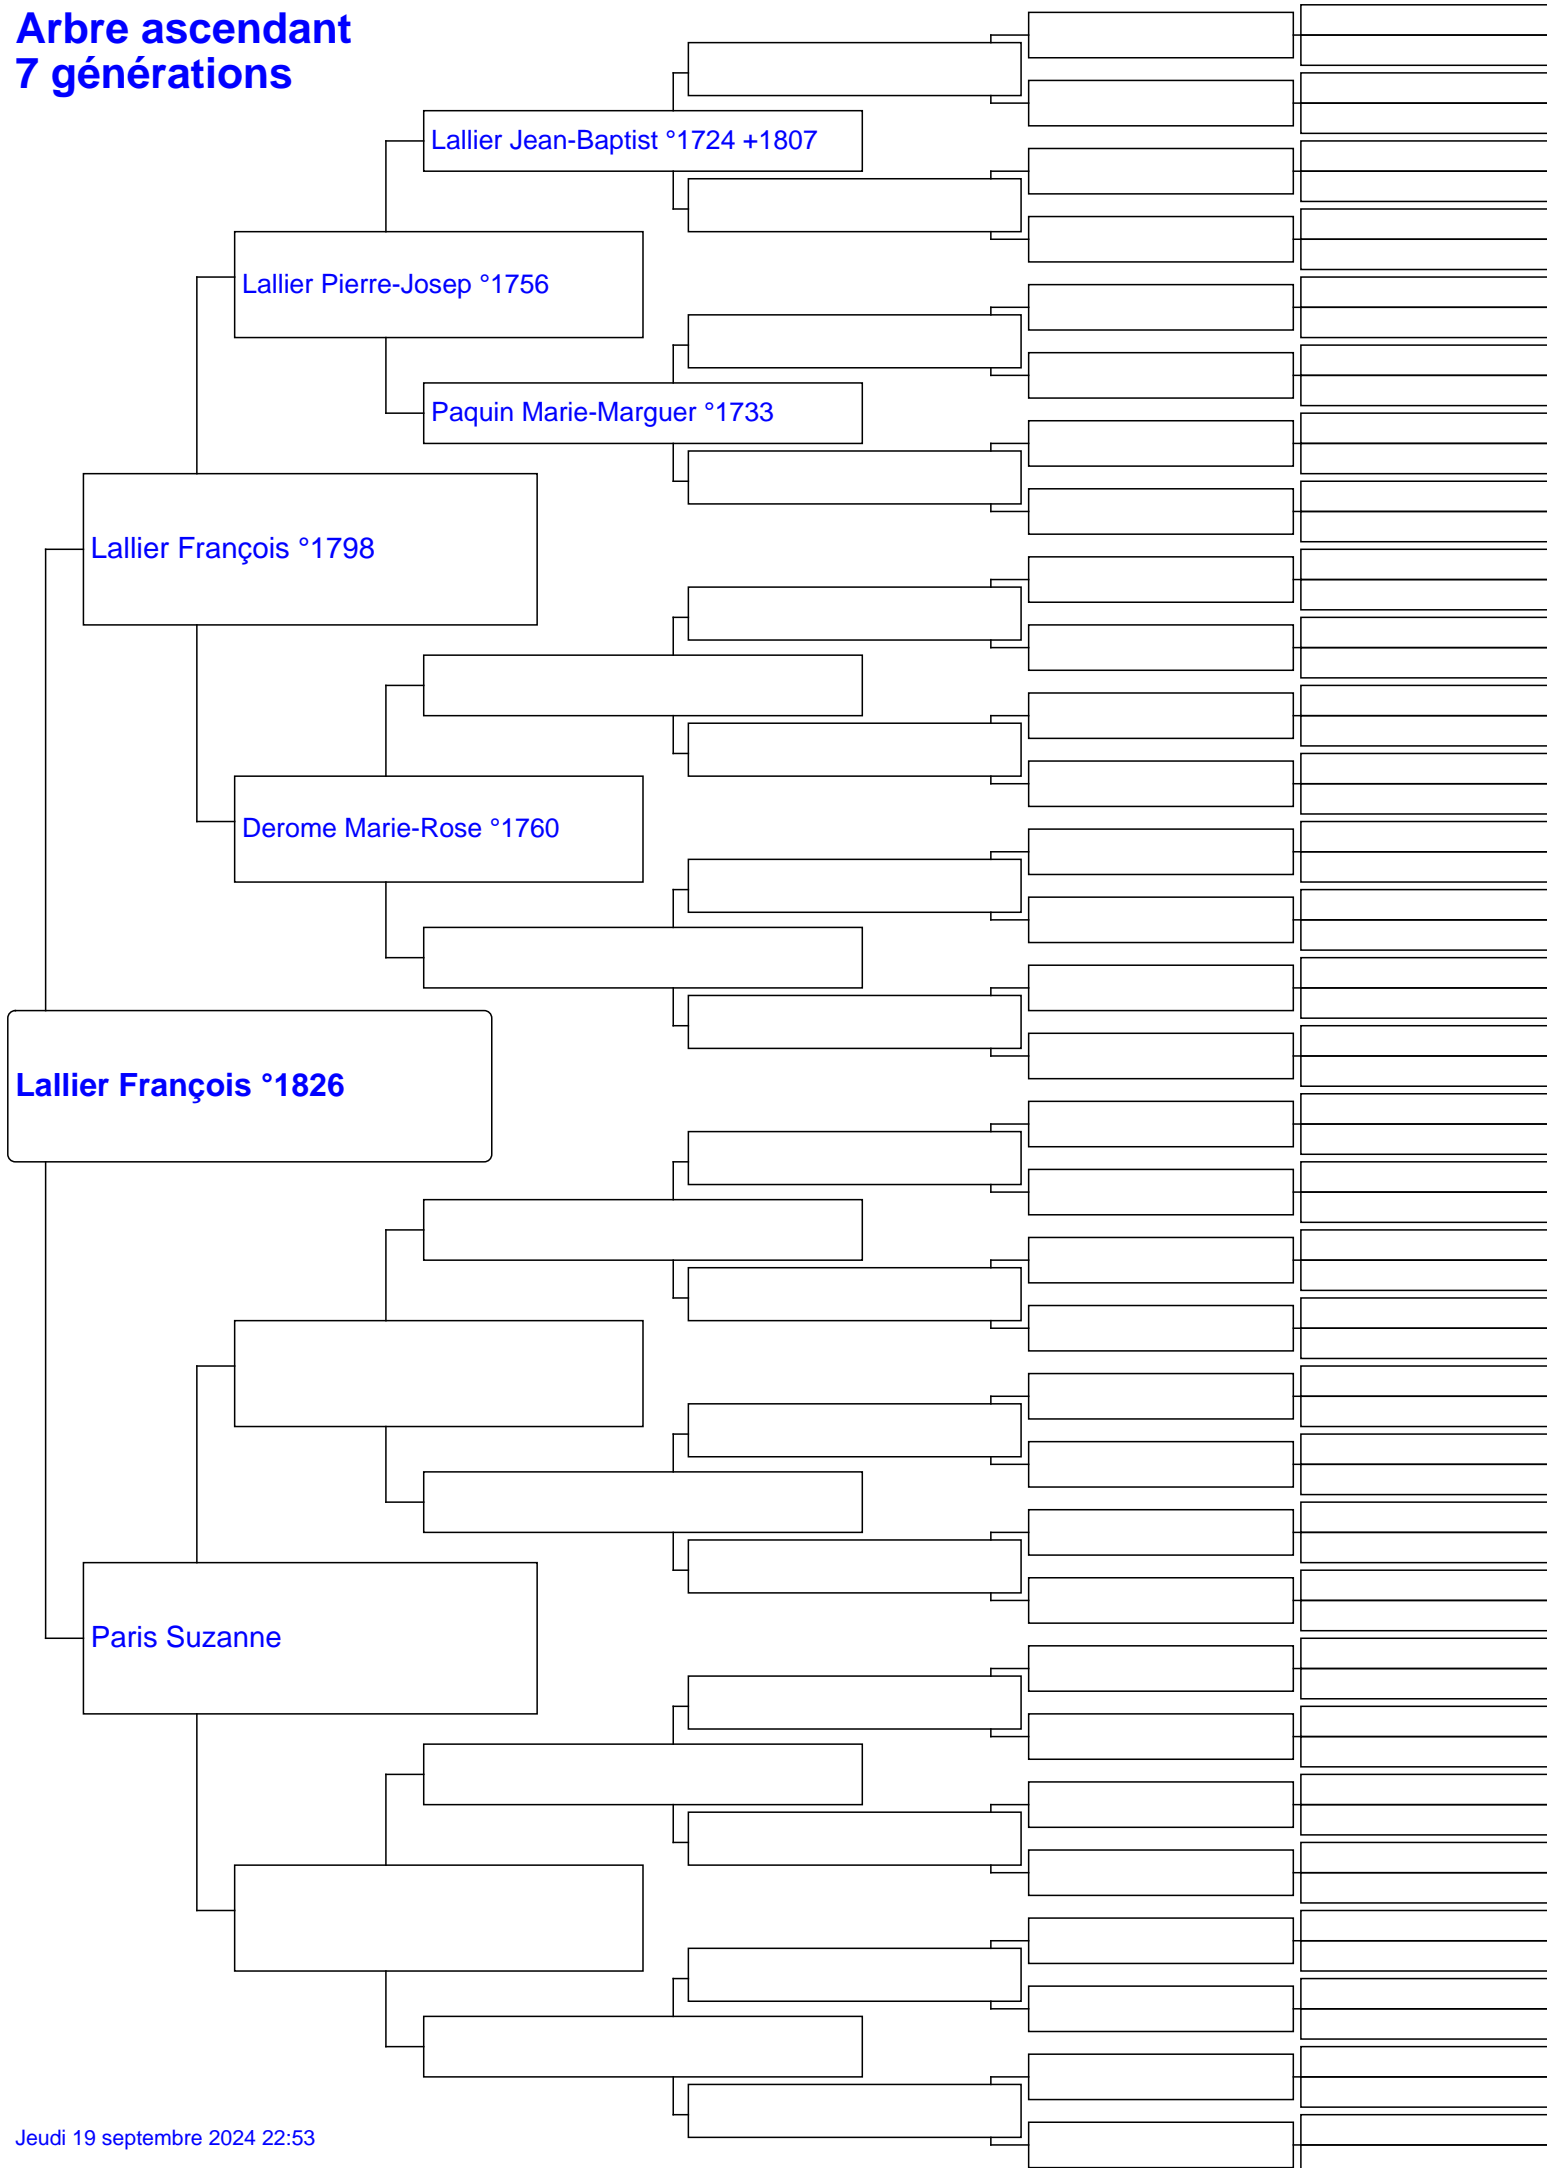 Arbre ascendant
7 générations
Lallier Jean-Baptist °1724 +1807
Lallier Pierre-Josep °1756
Paquin Marie-Marguer °1733
Lallier François °1798
Derome Marie-Rose °1760
Lallier François °1826
Paris Suzanne
Jeudi 19 septembre 2024 22:53